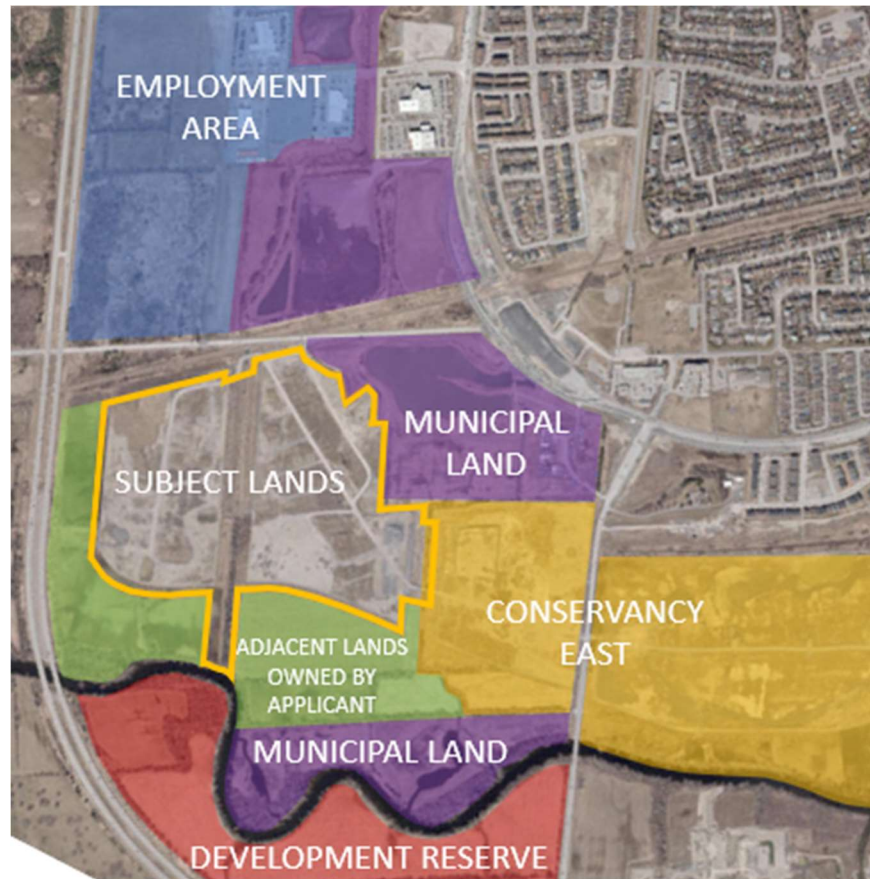 EMPLOYMENT
AREA
MUNICIPAL
LAND
SUBJECT LANDS
CONSERVANCY
EAST
ADJACENT LANDS
OWNED BY
APPLICANT
MUNICIPAL LAND
DEVELOPMENT RESERVE